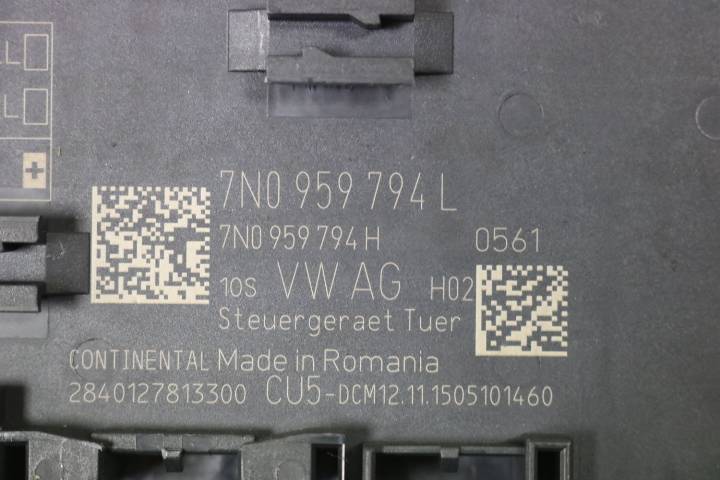 LL
L
7N0 959 794 L
7N0 959 794 H 0561
10S VW AG H02
Steuergeraet Tuer
CONTINENTAL Made in Romania
2840127813300 CU5-DCM12.11.1505101460